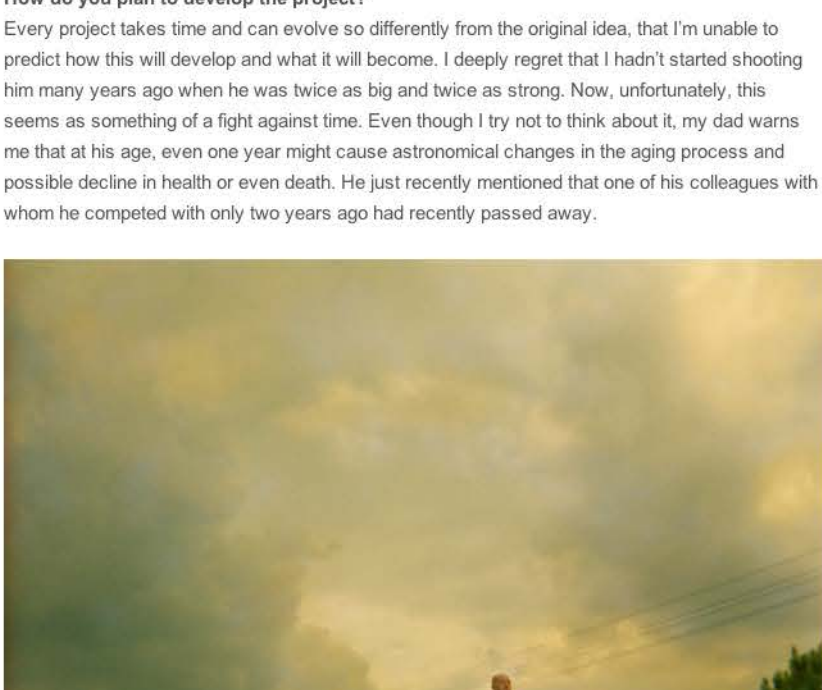 How do you plan to develop the project?
Every project takes time and can evolve so differently from the original idea, that I'm unable to
predict how this will develop and what it will become. I deeply regret that I hadn't started shooting
him many years ago when he was twice as big and twice as strong. Now, unfortunately, this
seems as something of a fight against time. Even though I try not to think about it, my dad warns
me that at his age, even one year might cause astronomical changes in the aging process and
possible decline in health or even death. He just recently mentioned that one of his colleagues with
whom he competed with only two years ago had recently passed away.